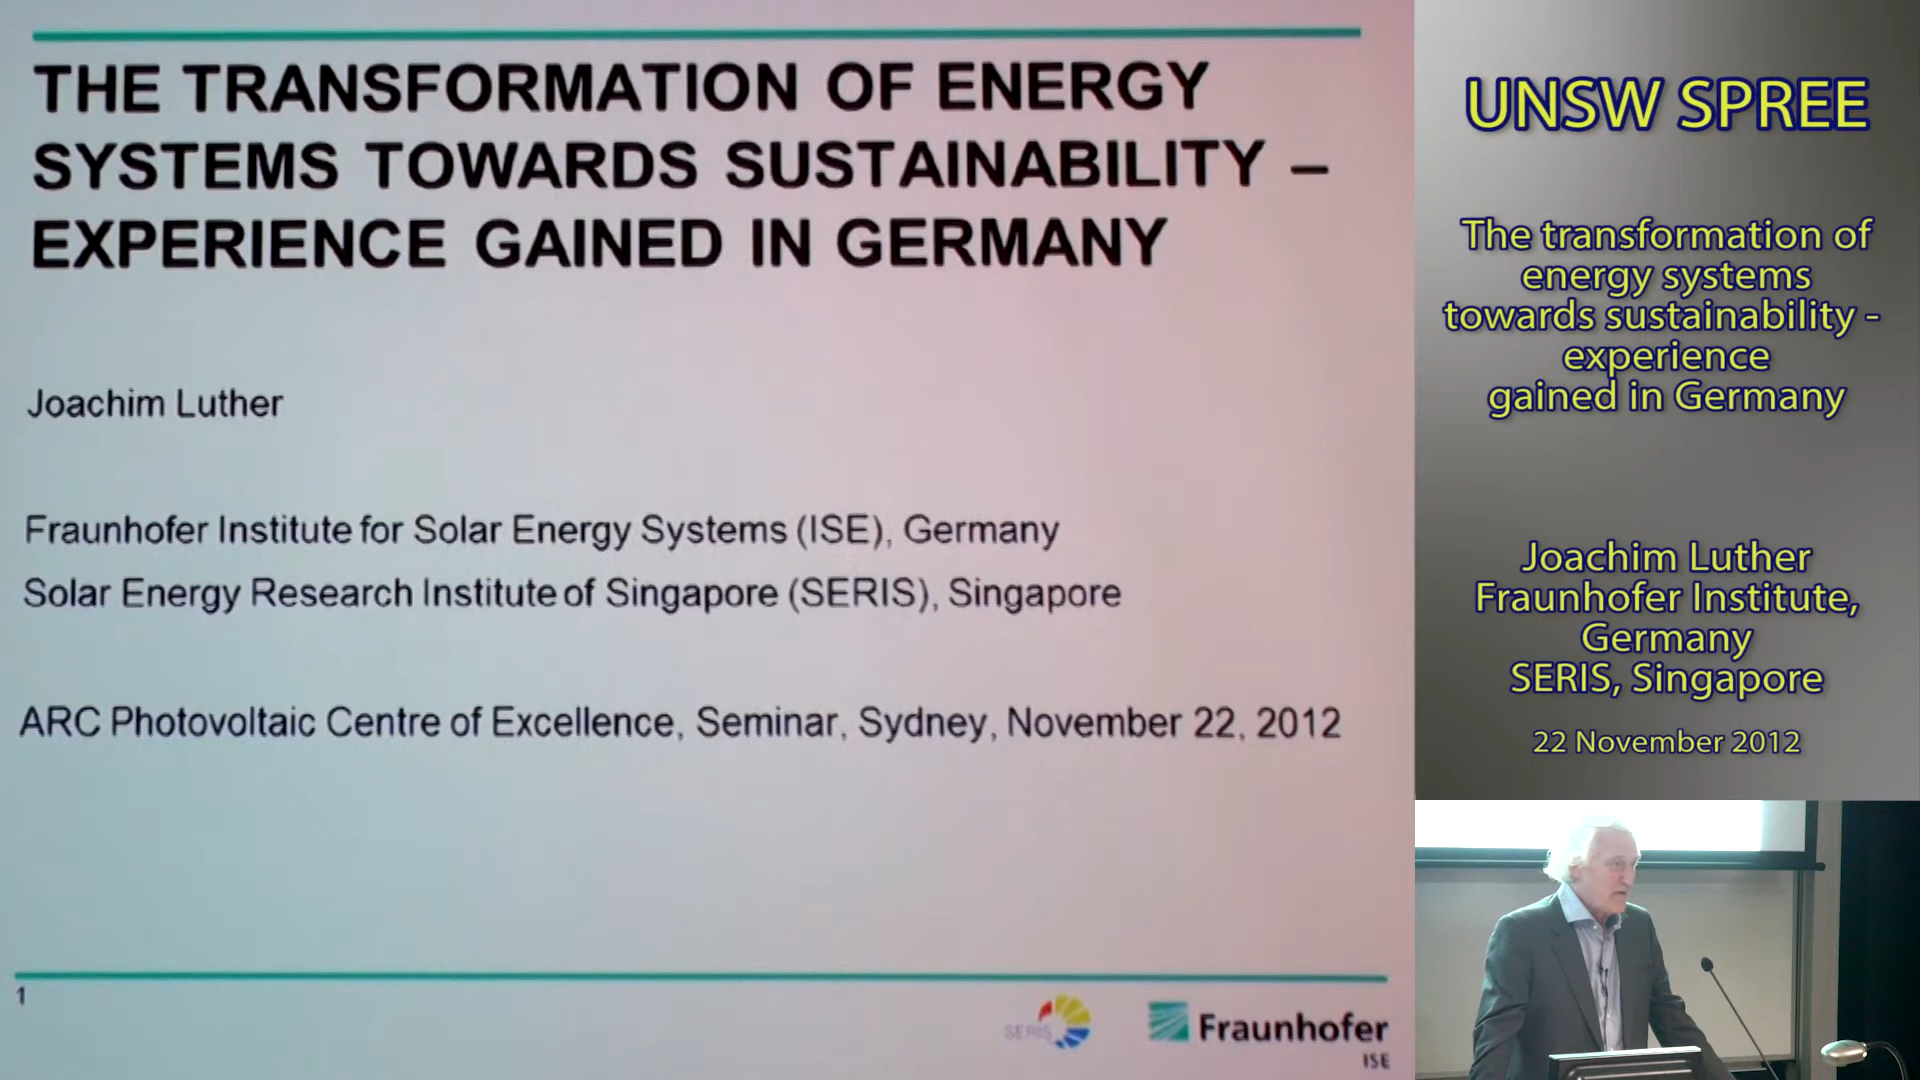 THE TRANSFORMATION OF ENERGY
SYSTEMS TOWARDS SUSTAINABILITY –
EXPERIENCE GAINED IN GERMANY
Joachim Luther
Fraunhofer Institute for Solar Energy Systems (ISE), Germany
Solar Energy Research Institute of Singapore (SERIS), Singapore
ARC Photovoltaic Centre of Excellence, Seminar, Sydney, November 22, 2012
1
SERIS
Fraunhofer
ISE
UNSW SPREE
The transformation of
energy systems
towards sustainability -
experience
gained in Germany
Joachim Luther
Fraunhofer Institute,
Germany
SERIS, Singapore
22 November 2012